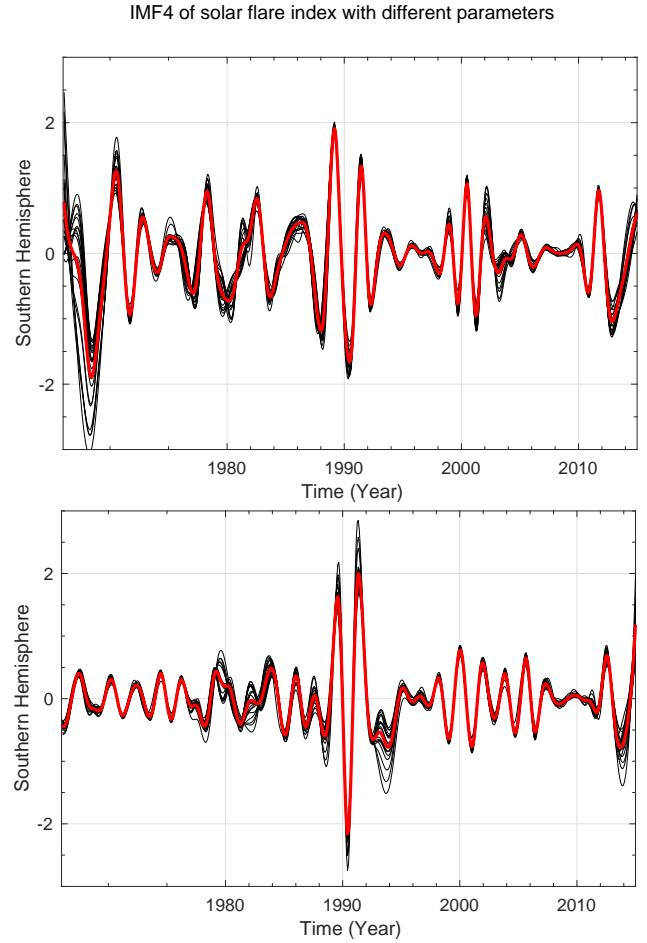 IMF4 of solar flare index with different parameters
2
0
-2
Southern Hemisphere
1980 1990 2000 2010
Time (Year)
2
0
-2
Southern Hemisphere
1980 1990 2000 2010
Time (Year)